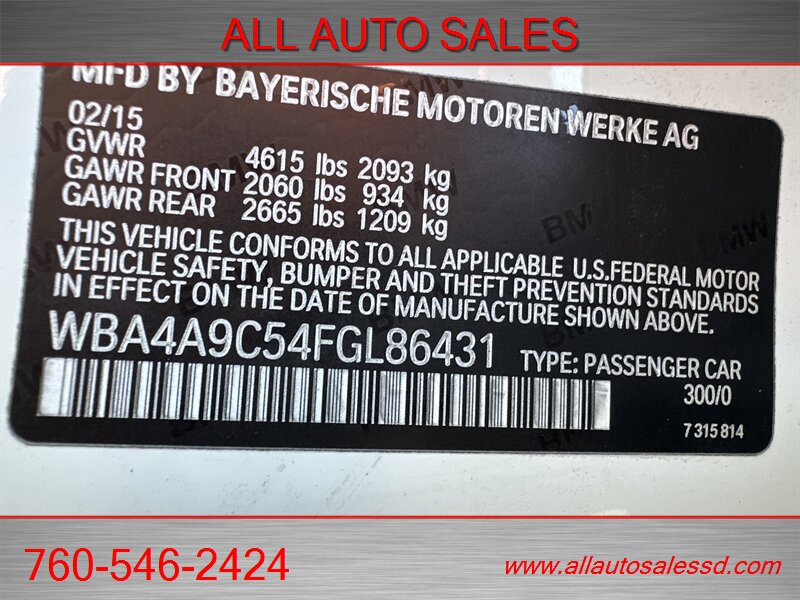 ALL AUTO SALES
MFD BY BAYERISCHE MOTOREN WERKE AG
02/15
GVWR 4615 lbs 2093 kg
GAWR FRONT 2060 lbs 934 kg
GAWR REAR 2665 lbs 1209 kg
THIS VEHICLE CONFORMS TO ALL APPLICABLE U.S.FEDERAL MOTOR
VEHICLE SAFETY, BUMPER AND THEFT PREVENTION STANDARDS
IN EFFECT ON THE DATE OF MANUFACTURE SHOWN ABOVE.
WBA4A9C54FGL86431 TYPE: PASSENGER CAR
300/0
7 315 814
760-546-2424 www.allautosalessd.com